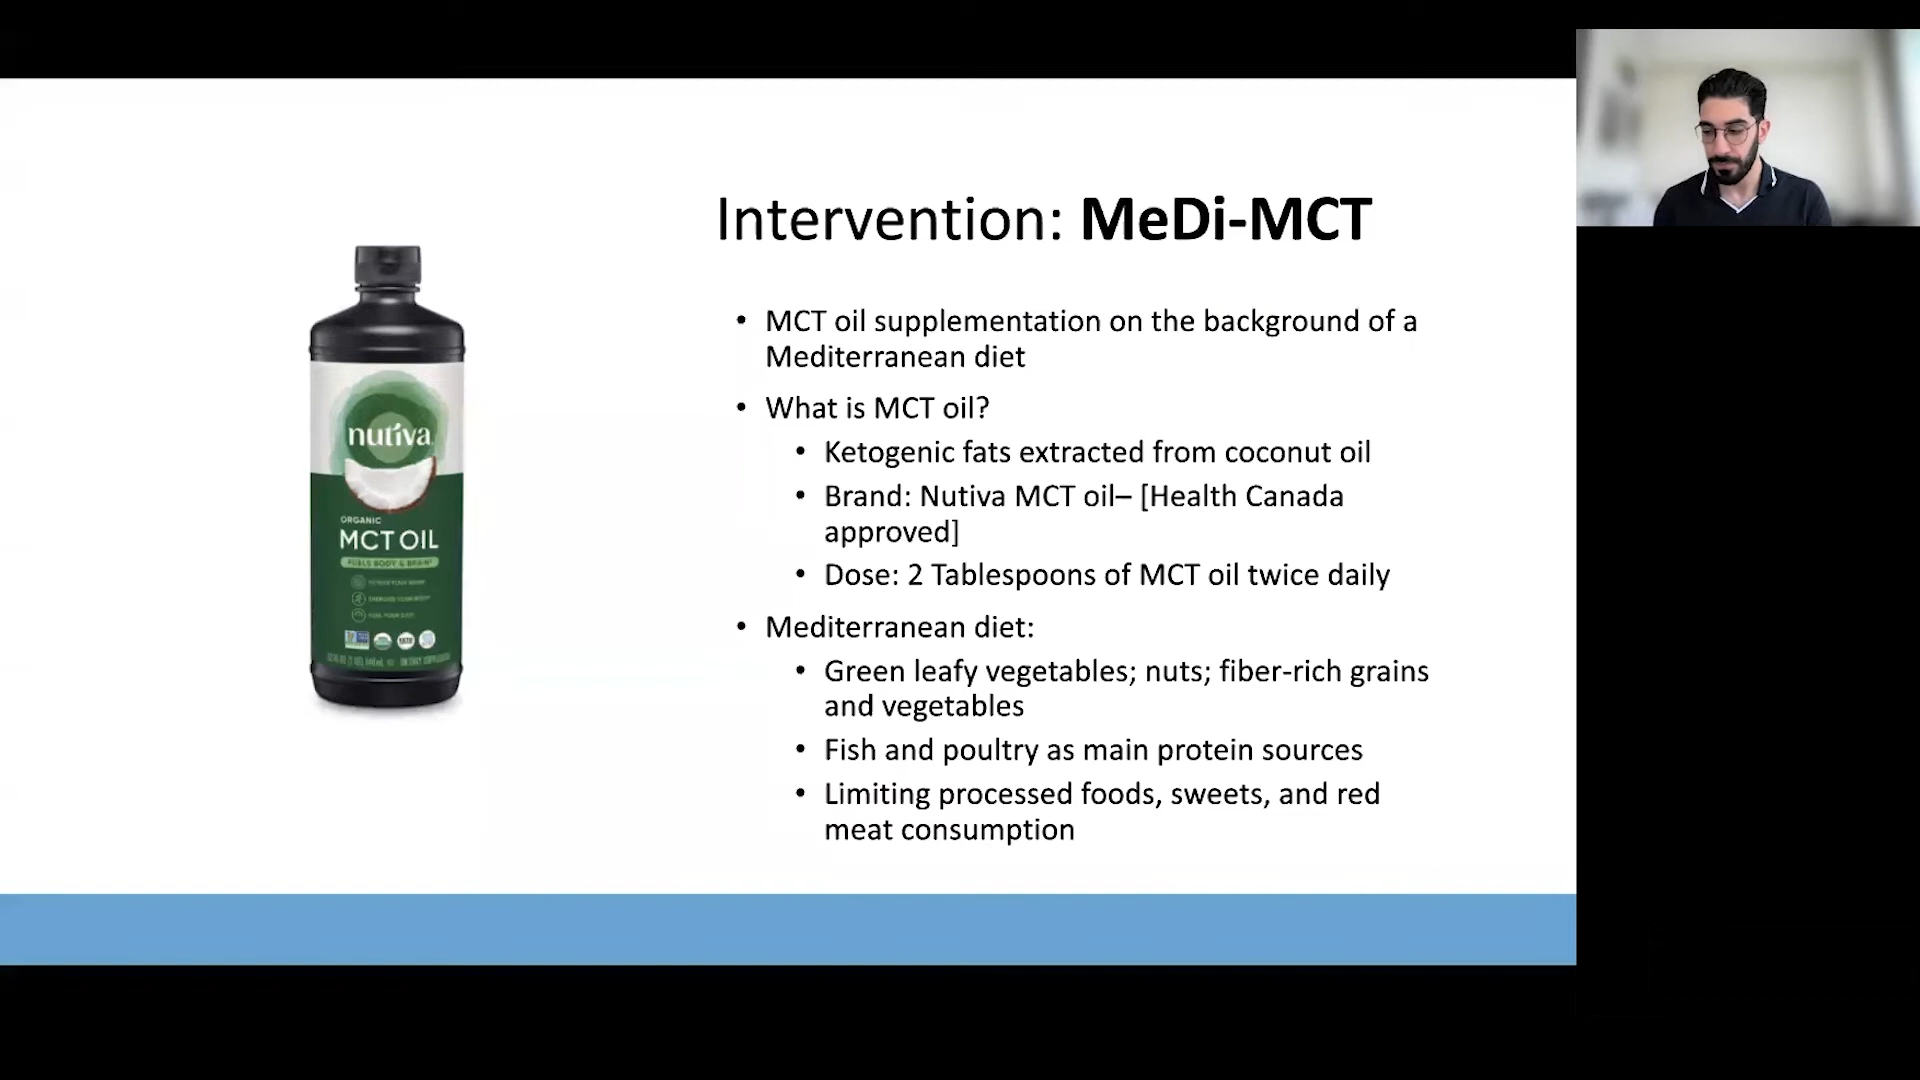 Intervention: MeDi-MCT
• MCT oil supplementation on the background of a
Mediterranean diet
• What is MCT oil?
• Ketogenic fats extracted from coconut oil
• Brand: Nutiva MCT oil– [Health Canada
approved]
• Dose: 2 Tablespoons of MCT oil twice daily
• Mediterranean diet:
• Green leafy vegetables; nuts; fiber-rich grains
and vegetables
• Fish and poultry as main protein sources
• Limiting processed foods, sweets, and red
meat consumption
nutiva
ORGANIC
MCT OIL
FUELS BODY & BRAIN